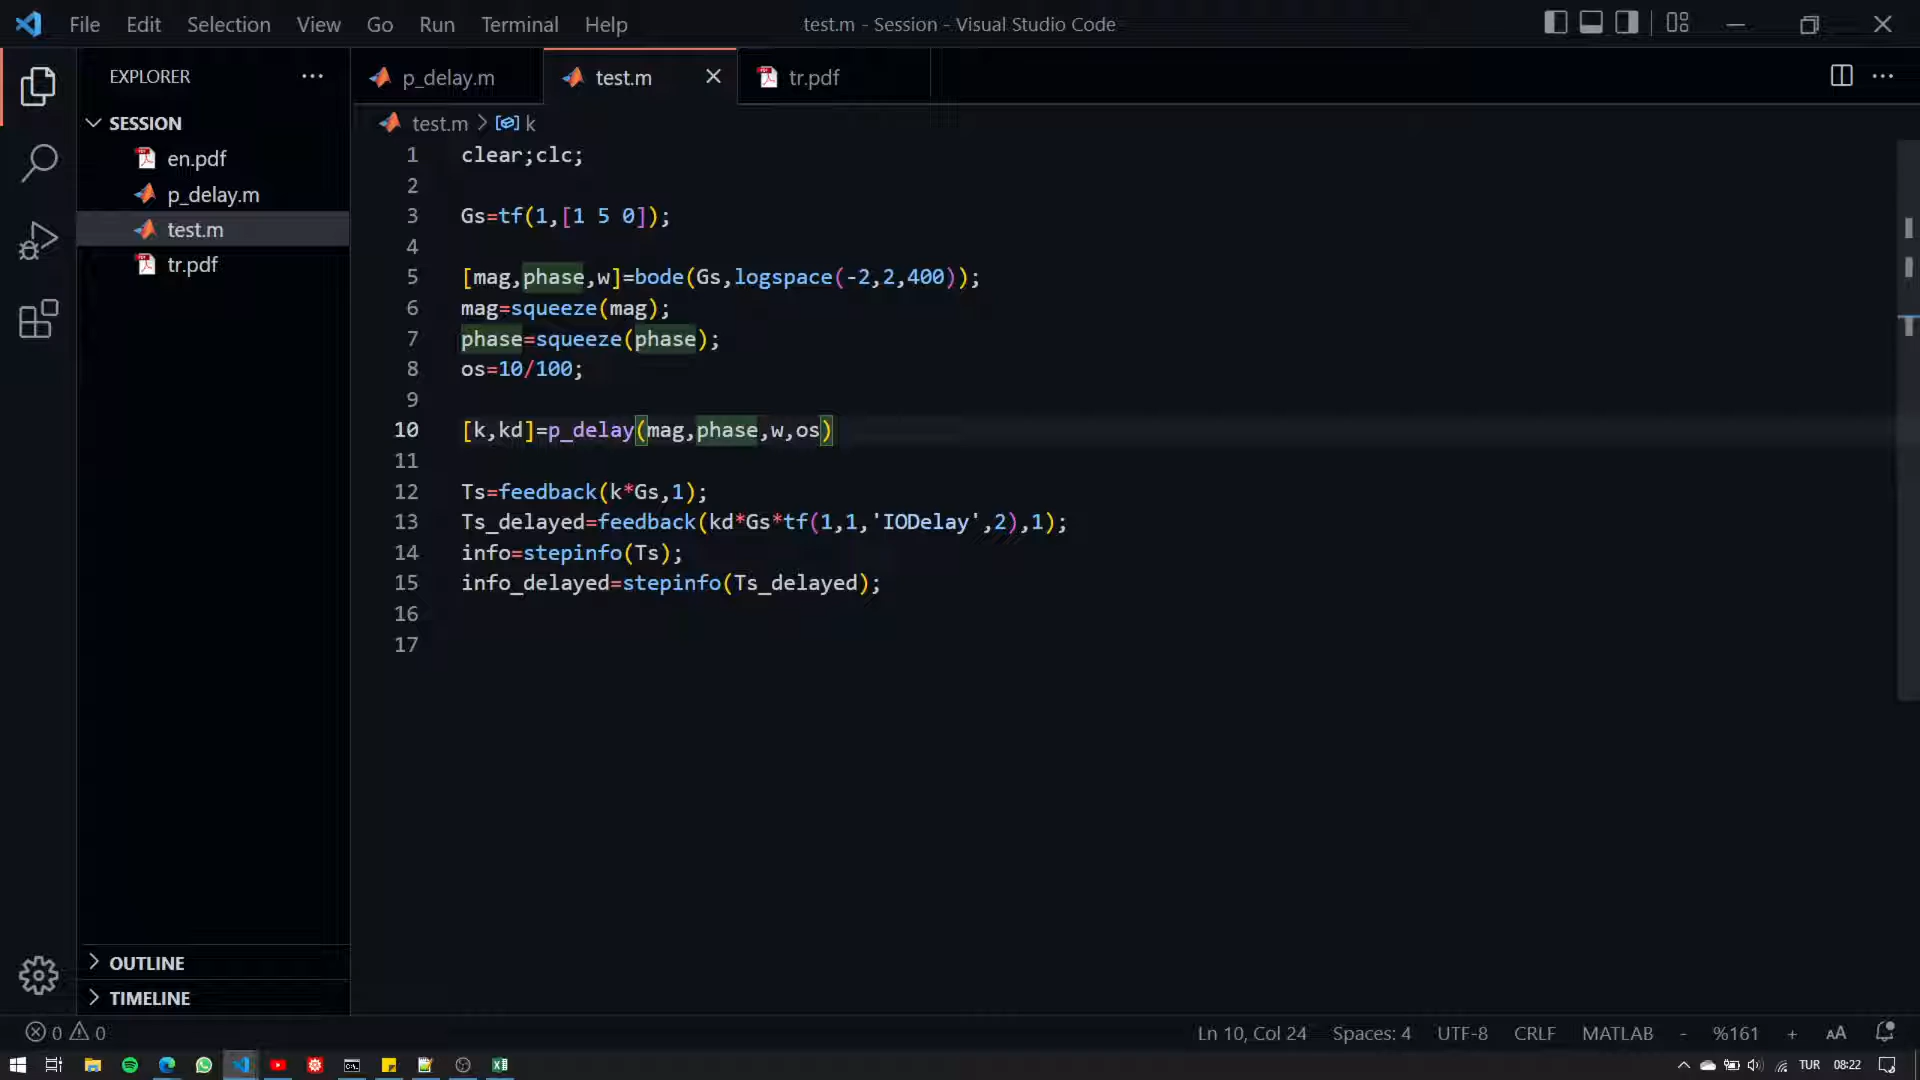 File Edit Selection View Go Run Terminal Help
test.m - Session - Visual Studio Code
EXPLORER
SESSION
en.pdf
p_delay.m
test.m
tr.pdf
OUTLINE
TIMELINE
p_delay.m
test.m
tr.pdf
test.m > k
1 clear;clc;
2
3 Gs=tf(1,[1 5 0]);
4
5 [mag,phase,w]=bode(Gs,logspace(-2,2,400));
6 mag=squeeze(mag);
7 phase=squeeze(phase);
8 os=10/100;
9
10 [k,kd]=p_delay(mag,phase,w,os)
11
12 Ts=feedback(k*Gs,1);
13 Ts_delayed=feedback(kd*Gs*tf(1,1,'IODelay',2),1);
14 info=stepinfo(Ts);
15 info_delayed=stepinfo(Ts_delayed);
16
17
0 0
Ln 10, Col 24 Spaces: 4 UTF-8 CRLF MATLAB - %161 + AA
TUR 08:22